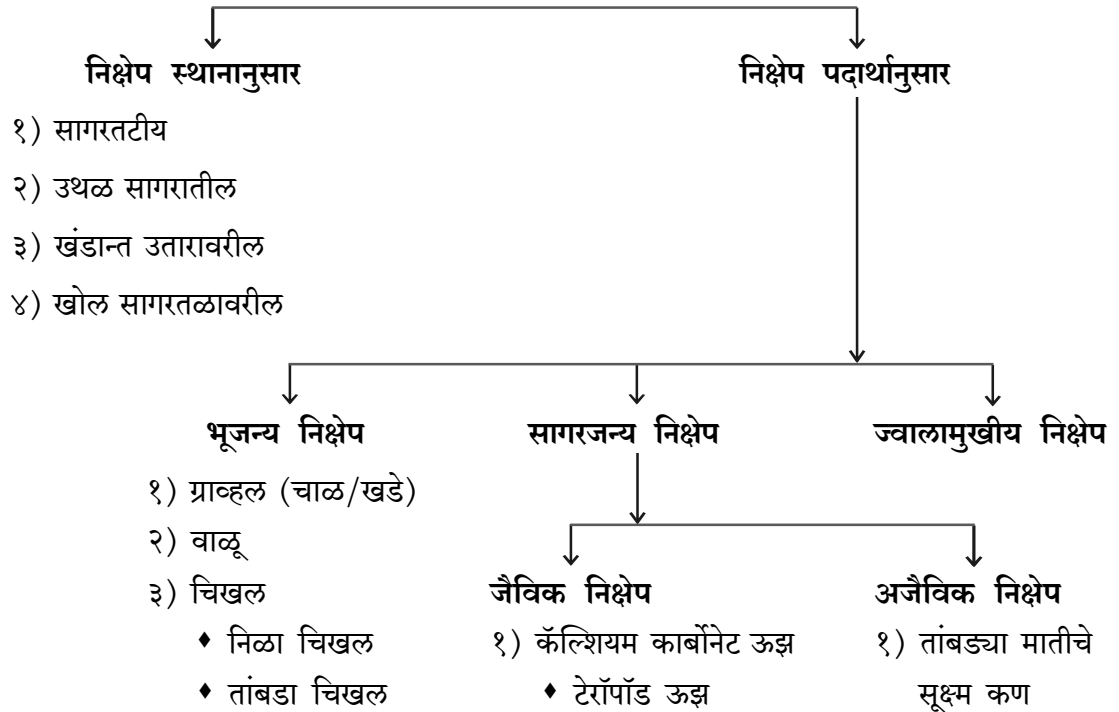 निक्षेप स्थानानुसार
१) सागरतटीय
२) उथळ सागरातील
३) खंडान्त उतारावरील
४) खोल सागरतळावरील
निक्षेप पदार्थानुसार
भूजन्य निक्षेप
१) ग्राव्हल (चाळ/खडे)
२) वाळू
३) चिखल
♦ निळा चिखल
♦ तांबडा चिखल
सागरजन्य निक्षेप
जैविक निक्षेप
१) कॅल्शियम कार्बोनेट ऊझ
♦ टेरॉपॉड ऊझ
अजैविक निक्षेप
१) तांबड्या मातीचे
सूक्ष्म कण
ज्वालामुखीय निक्षेप